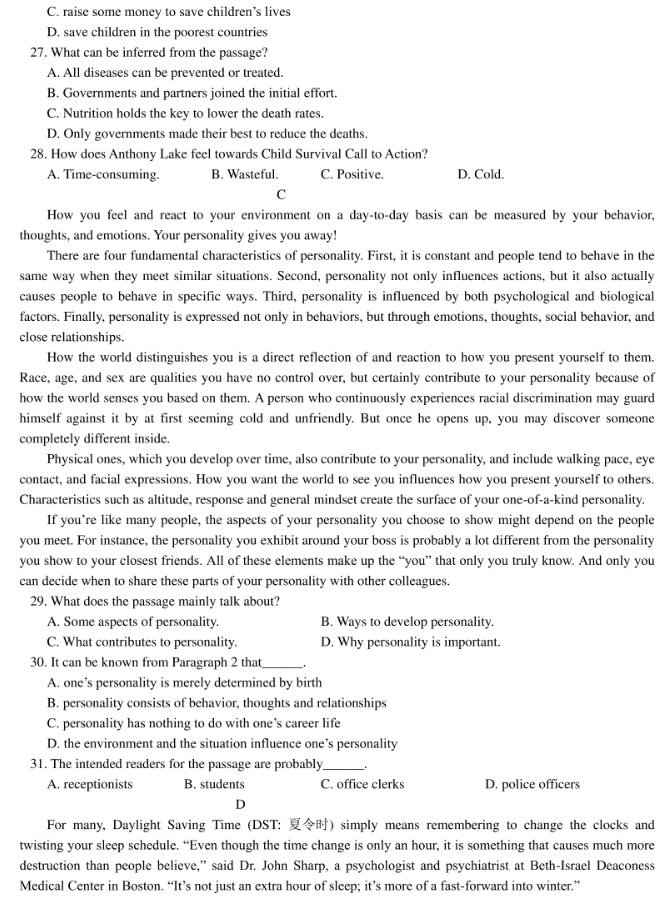 C. raise some money to save children's lives
D. save children in the poorest countries
27. What can be inferred from the passage?
A. All diseases can be prevented or treated.
B. Governments and partners joined the initial effort.
C. Nutrition holds the key to lower the death rates.
D. Only governments made their best to reduce the deaths.
28. How does Anthony Lake feel towards Child Survival Call to Action?
A. Time-consuming. B. Wasteful. C. Positive. D. Cold.
C
How you feel and react to your environment on a day-to-day basis can be measured by your behavior,
thoughts, and emotions. Your personality gives you away!
There are four fundamental characteristics of personality. First, it is constant and people tend to behave in the
same way when they meet similar situations. Second, personality not only influences actions, but it also actually
causes people to behave in specific ways. Third, personality is influenced by both psychological and biological
factors. Finally, personality is expressed not only in behaviors, but through emotions, thoughts, social behavior, and
close relationships.
How the world distinguishes you is a direct reflection of and reaction to how you present yourself to them.
Race, age, and sex are qualities you have no control over, but certainly contribute to your personality because of
how the world senses you based on them. A person who continuously experiences racial discrimination may guard
himself against it by at first seeming cold and unfriendly. But once he opens up, you may discover someone
completely different inside.
Physical ones, which you develop over time, also contribute to your personality, and include walking pace, eye
contact, and facial expressions. How you want the world to see you influences how you present yourself to others.
Characteristics such as altitude, response and general mindset create the surface of your one-of-a-kind personality.
If you're like many people, the aspects of your personality you choose to show might depend on the people
you meet. For instance, the personality you exhibit around your boss is probably a lot different from the personality
you show to your closest friends. All of these elements make up the “you” that only you truly know. And only you
can decide when to share these parts of your personality with other colleagues.
29. What does the passage mainly talk about?
A. Some aspects of personality. B. Ways to develop personality.
C. What contributes to personality. D. Why personality is important.
30. It can be known from Paragraph 2 that______.
A. one's personality is merely determined by birth
B. personality consists of behavior, thoughts and relationships
C. personality has nothing to do with one's career life
D. the environment and the situation influence one's personality
31. The intended readers for the passage are probably______.
A. receptionists B. students C. office clerks D. police officers
D
For many, Daylight Saving Time (DST: 夏令时) simply means remembering to change the clocks and
twisting your sleep schedule. “Even though the time change is only an hour, it is something that causes much more
destruction than people believe,” said Dr. John Sharp, a psychologist and psychiatrist at Beth-Israel Deaconess
Medical Center in Boston. “It's not just an extra hour of sleep; it's more of a fast-forward into winter.”